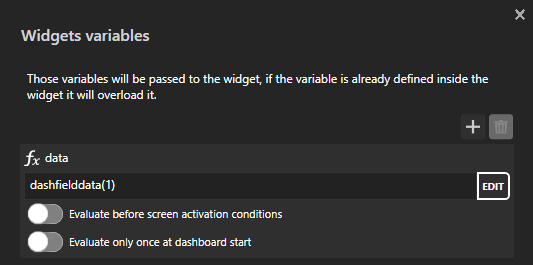 Widgets variables
Those variables will be passed to the widget, if the variable is already defined inside the
widget it will overload it.
fx data
dashfielddata(1)
EDIT
Evaluate before screen activation conditions
Evaluate only once at dashboard start